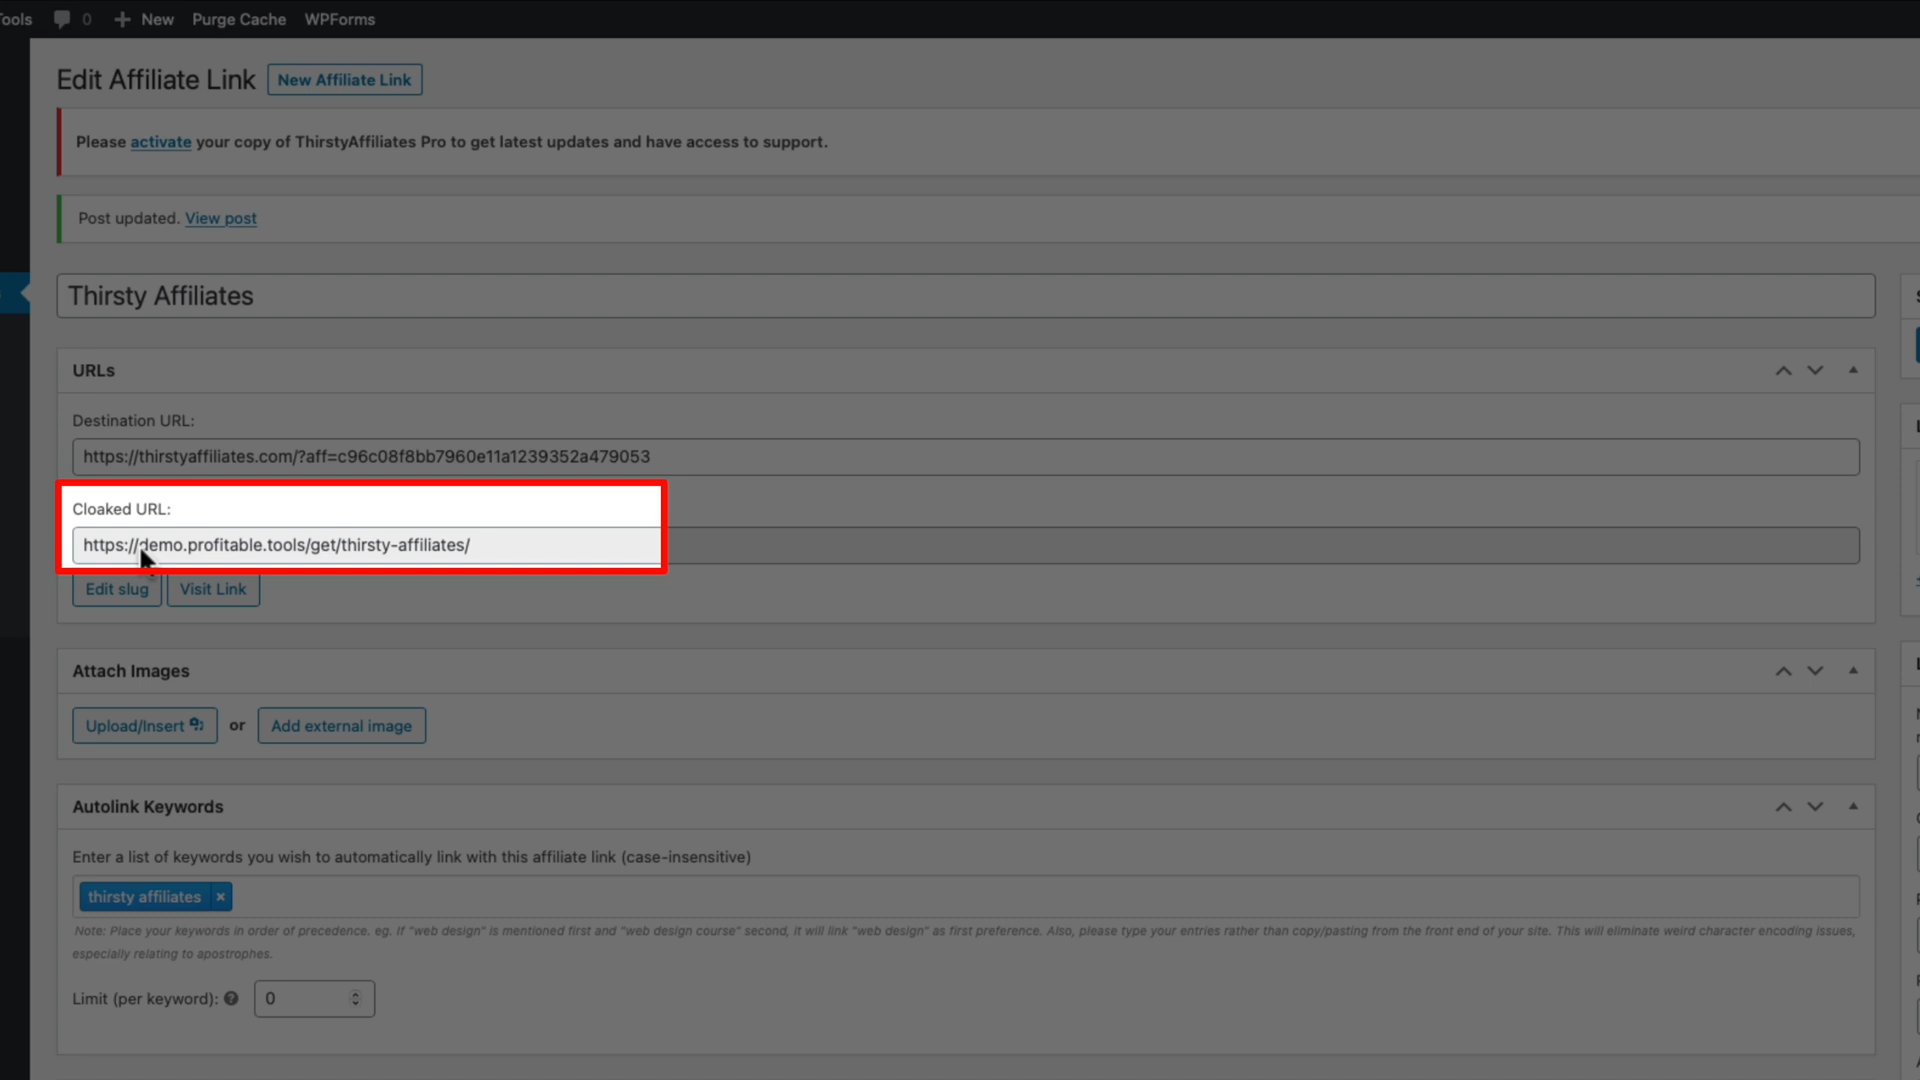 ools 0 New Purge Cache WPForms
Edit Affiliate Link New Affiliate Link
Please activate your copy of ThirstyAffiliates Pro to get latest updates and have access to support.
Post updated. View post
Thirsty Affiliates
URLs
Destination URL:
https://thirstyaffiliates.com/?aff=c96c08f8bb7960e11a1239352a479053
Cloaked URL:
https://demo.profitable.tools/get/thirsty-affiliates/
Edit slug Visit Link
Attach Images
Upload/Insert or Add external image
Autolink Keywords
Enter a list of keywords you wish to automatically link with this affiliate link (case-insensitive)
thirsty affiliates ×
Note: Place your keywords in order of precedence. eg. If "web design" is mentioned first and "web design course" second, it will link "web design" as first preference. Also, please type your entries rather than copy/pasting from the front end of your site. This will eliminate weird character encoding issues,
especially relating to apostrophes.
Limit (per keyword): ? 0